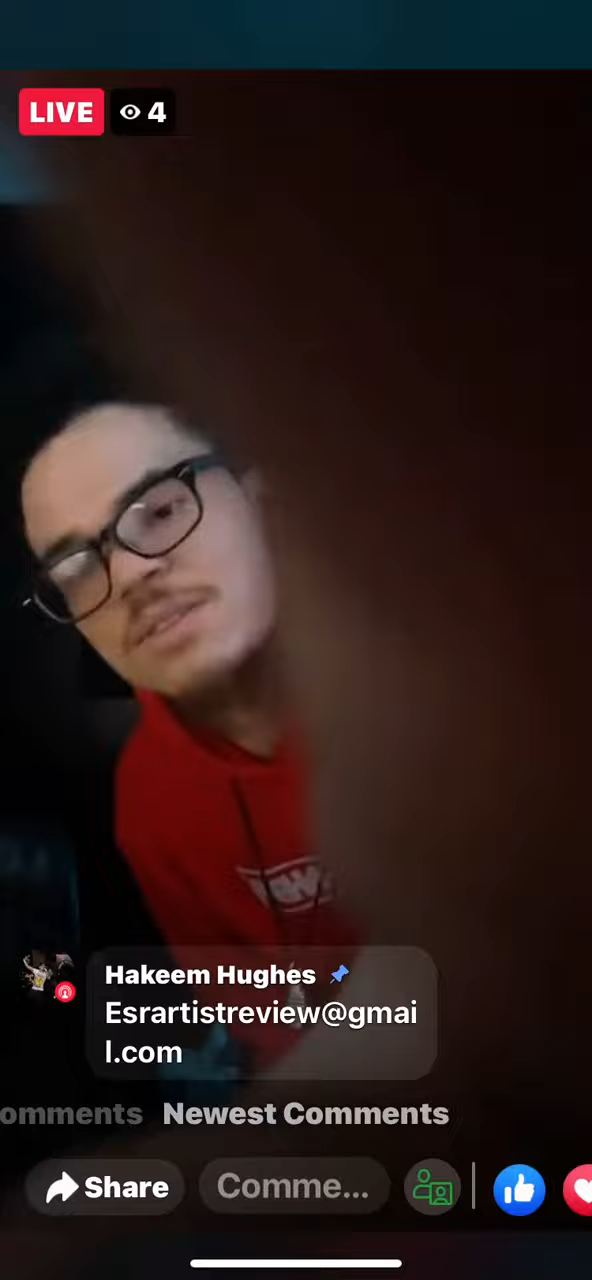 LIVE 4
Hakeem Hughes
Esrartistreview@gmai
l.com
omments Newest Comments
Share Comme...